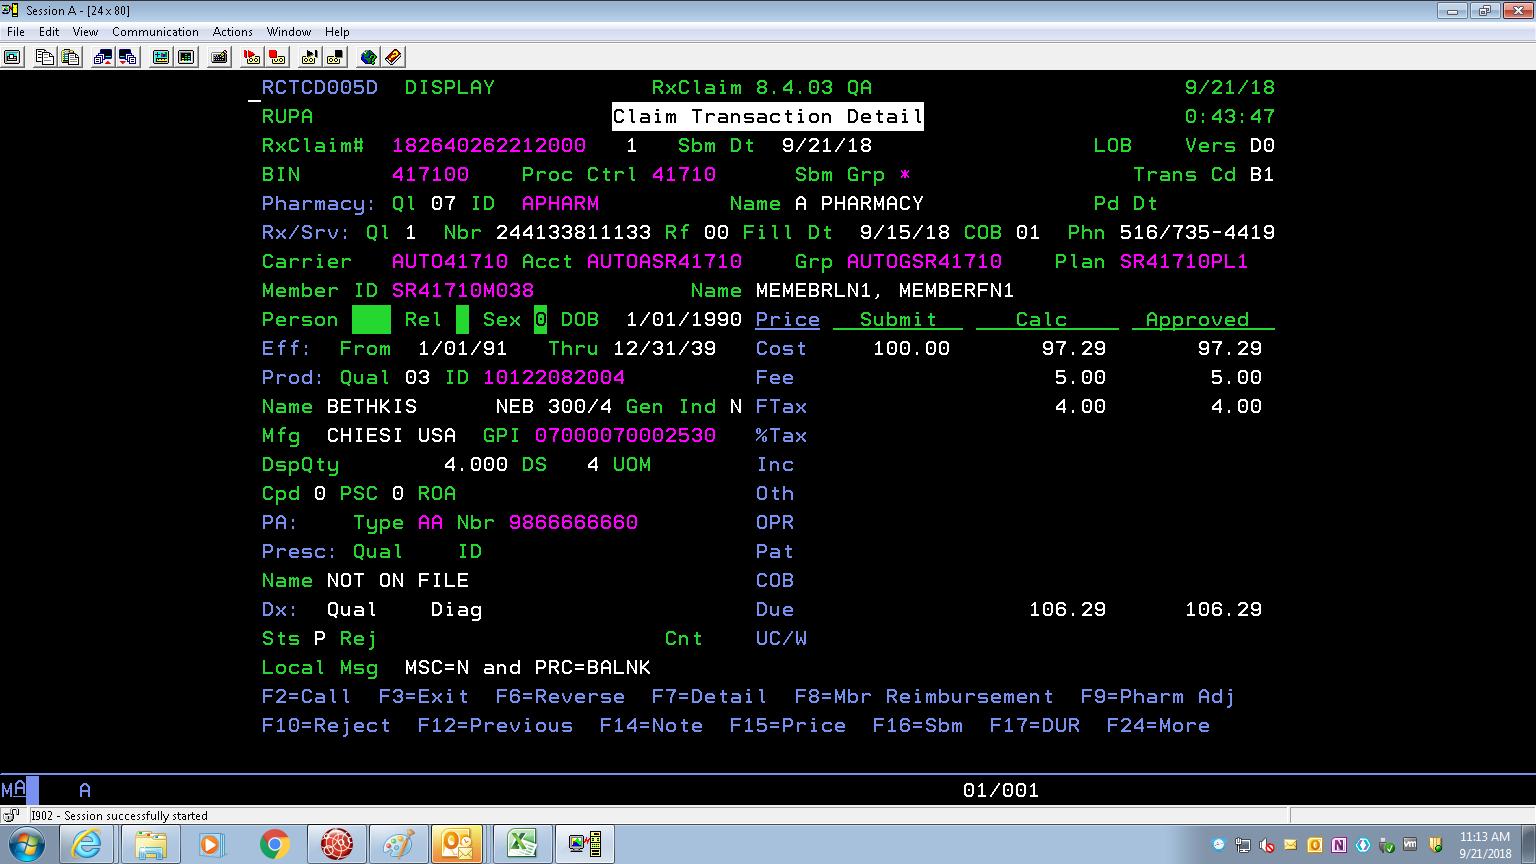 Session A - [24 x 80]
File Edit View Communication Actions Window Help
RCTCD005D DISPLAY RxClaim 8.4.03 QA 9/21/18
RUPA Claim Transaction Detail 0:43:47
RxClaim# 182640262212000 1 Sbm Dt 9/21/18 LOB Vers D0
BIN 417100 Proc Ctrl 41710 Sbm Grp * Trans Cd B1
Pharmacy: Ql 07 ID APHARM Name A PHARMACY Pd Dt
Rx/Srv: Ql 1 Nbr 244133811133 Rf 00 Fill Dt 9/15/18 COB 01 Phn 516/735-4419
Carrier AUTO41710 Acct AUTOASR41710 Grp AUTOGSR41710 Plan SR41710PL1
Member ID SR41710M038 Name MEMEBRLN1, MEMBERFN1
Person Rel Sex 0 DOB 1/01/1990 Price Submit Calc Approved
Eff: From 1/01/91 Thru 12/31/39 Cost 100.00 97.29 97.29
Prod: Qual 03 ID 10122082004 Fee 5.00 5.00
Name BETHKIS NEB 300/4 Gen Ind N FTax 4.00 4.00
Mfg CHIESI USA GPI 07000070002530 %Tax
DspQty 4.000 DS 4 UOM Inc
Cpd 0 PSC 0 ROA Oth
PA: Type AA Nbr 9866666660 OPR
Presc: Qual ID Pat
Name NOT ON FILE COB
Dx: Qual Diag Due 106.29 106.29
Sts P Rej Cnt UC/W
Local Msg MSC=N and PRC=BALNK
F2=Call F3=Exit F6=Reverse F7=Detail F8=Mbr Reimbursement F9=Pharm Adj
F10=Reject F12=Previous F14=Note F15=Price F16=Sbm F17=DUR F24=More
MA A 01/001
I902 - Session successfully started
11:13 AM
9/21/2018